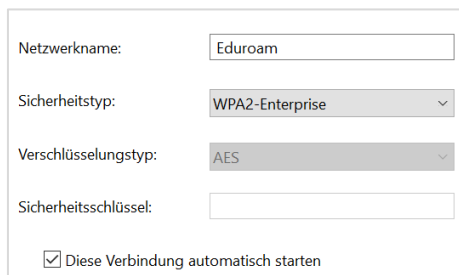 Netzwerkname: Eduroam
Sicherheitstyp: WPA2-Enterprise
Verschlüsselungstyp: AES
Sicherheitsschlüssel:
Diese Verbindung automatisch starten